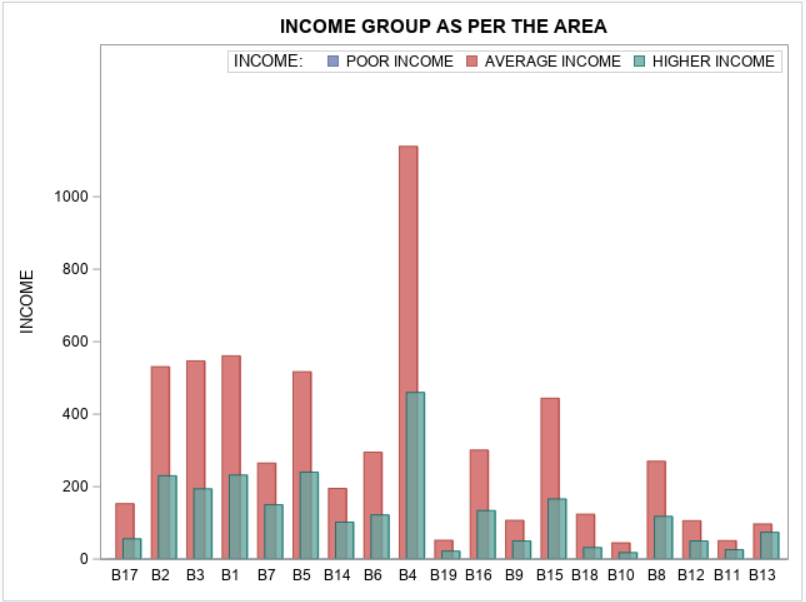 INCOME GROUP AS PER THE AREA
INCOME: POOR INCOME AVERAGE INCOME HIGHER INCOME
INCOME
1000
800
600
400
200
0
B17 B2 B3 B1 B7 B5 B14 B6 B4 B19 B16 B9 B15 B18 B10 B8 B12 B11 B13